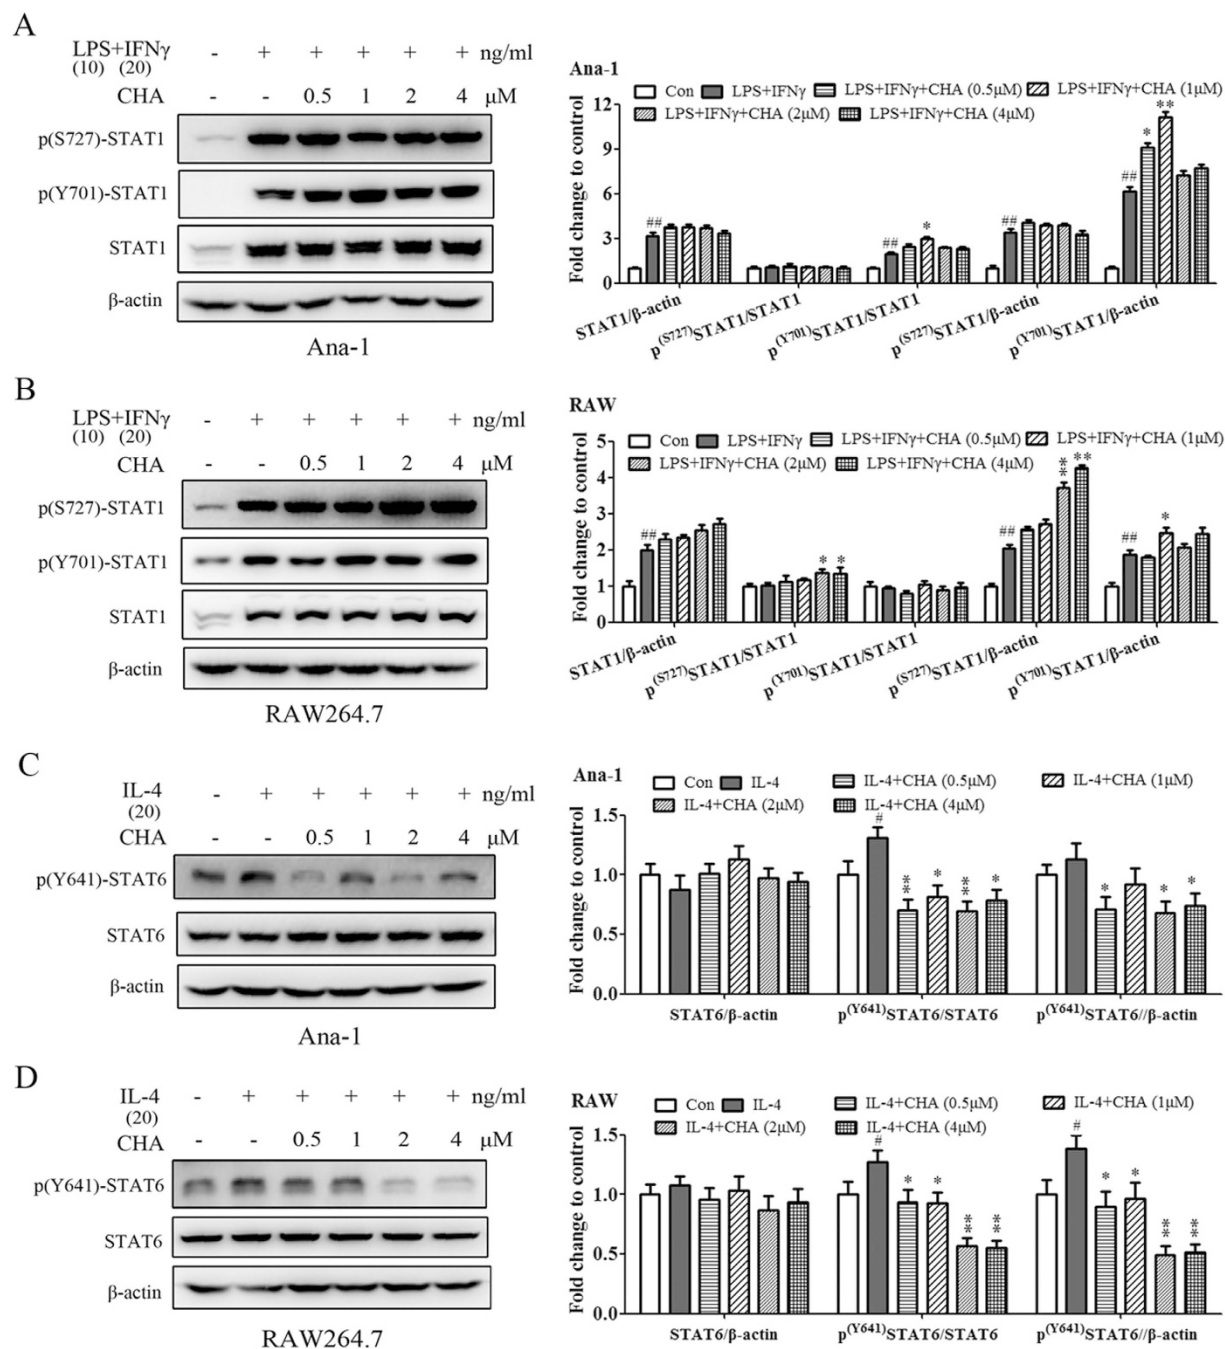 A
LPS+IFNγ - + + + + + ng/ml
(10) (20)
CHA - - 0.5 1 2 4 μM
p(S727)-STAT1
p(Y701)-STAT1
STAT1
β-actin
Ana-1
Ana-1
Con LPS+IFNγ LPS+IFNγ+CHA (0.5μM) LPS+IFNγ+CHA (1μM)
LPS+IFNγ+CHA (2μM) LPS+IFNγ+CHA (4μM)
Fold change to control
12
9
6
3
0
## ## * ## ## * **
STAT1/β-actin
p(S727)STAT1/STAT1
p(Y701)STAT1/STAT1
p(S727)STAT1/β-actin
p(Y701)STAT1/β-actin
B
LPS+IFNγ - + + + + + ng/ml
(10) (20)
CHA - - 0.5 1 2 4 μM
p(S727)-STAT1
p(Y701)-STAT1
STAT1
β-actin
RAW264.7
RAW
Con LPS+IFNγ LPS+IFNγ+CHA (0.5μM) LPS+IFNγ+CHA (1μM)
LPS+IFNγ+CHA (2μM) LPS+IFNγ+CHA (4μM)
Fold change to control
5
4
3
2
1
0
## * * ## ** ** ## *
STAT1/β-actin
p(S727)STAT1/STAT1
p(Y701)STAT1/STAT1
p(S727)STAT1/β-actin
p(Y701)STAT1/β-actin
C
IL-4 - + + + + + ng/ml
(20)
CHA - - 0.5 1 2 4 μM
p(Y641)-STAT6
STAT6
β-actin
Ana-1
Ana-1
Con IL-4 IL-4+CHA (0.5μM) IL-4+CHA (1μM)
IL-4+CHA (2μM) IL-4+CHA (4μM)
Fold change to control
1.5
1.0
0.5
0.0
# ** * ** * * * *
STAT6/β-actin
p(Y641)STAT6/STAT6
p(Y641)STAT6//β-actin
D
IL-4 - + + + + + ng/ml
(20)
CHA - - 0.5 1 2 4 μM
p(Y641)-STAT6
STAT6
β-actin
RAW264.7
RAW
Con IL-4 IL-4+CHA (0.5μM) IL-4+CHA (1μM)
IL-4+CHA (2μM) IL-4+CHA (4μM)
Fold change to control
1.5
1.0
0.5
0.0
# * * ** ** # * * ** **
STAT6/β-actin
p(Y641)STAT6/STAT6
p(Y641)STAT6//β-actin